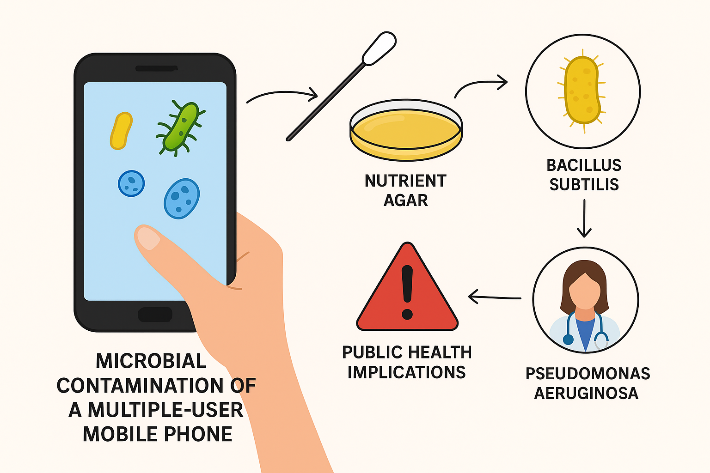 MICROBIAL
CONTAMINATION OF
A MULTIPLE-USER
MOBILE PHONE
NUTRIENT
AGAR
BACILLUS
SUBTILIS
PSEUDOMONAS
AERUGINOSA
PUBLIC HEALTH
IMPLICATIONS